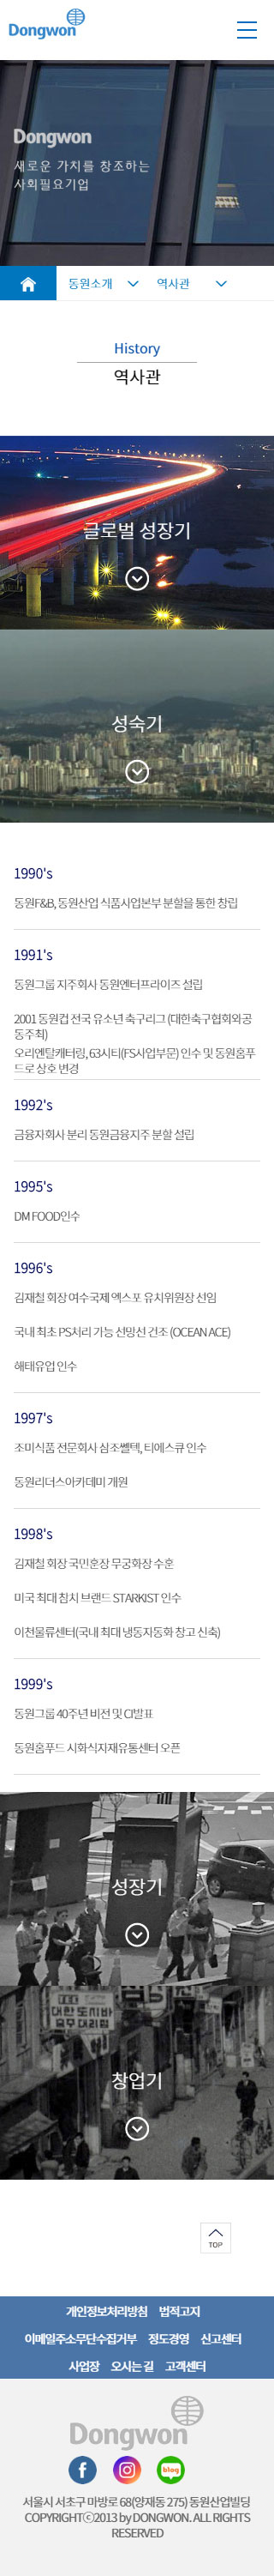 Dongwon
Dongwon
새로운 가치를 창조하는
사회필요기업
동원소개
역사관
History
역사관
글로벌 성장기
성숙기
1990's
동원F&B, 동원산업 식품사업본부 분할을 통한 창립
1991's
동원그룹 지주회사 동원엔터프라이즈 설립
2001 동원컵 전국 유소년 축구리그 (대한축구협회와공
동주최)
오리엔탈캐터링, 63시티(FS사업부문) 인수 및 동원홈푸
드로 상호 변경
1992's
금융지회사 분리 동원금융지주 분할 설립
1995's
DM FOOD인수
1996's
김재철 회장 여수국제 엑스포 유치위원장 선임
국내 최초 PS처리 가능 선망선 건조 (OCEAN ACE)
해태유업 인수
1997's
조미식품 전문회사 삼조쎌텍, 티에스큐 인수
동원리더스아카데미 개원
1998's
김재철 회장 국민훈장 무궁화장 수훈
미국 최대 참치 브랜드 STARKIST 인수
이천물류센터(국내 최대 냉동자동화 창고 신축)
1999's
동원그룹 40주년 비전 및 CI발표
동원홈푸드 시화식자재유통센터 오픈
성장기
창업기
TOP
개인정보처리방침 법적고지
이메일주소무단수집거부 정도경영 신고센터
사업장 오시는 길 고객센터
Dongwon
blog
서울시 서초구 마방로 68(양재동 275) 동원산업빌딩
COPYRIGHTⓒ2013 by DONGWON. ALL RIGHTS
RESERVED